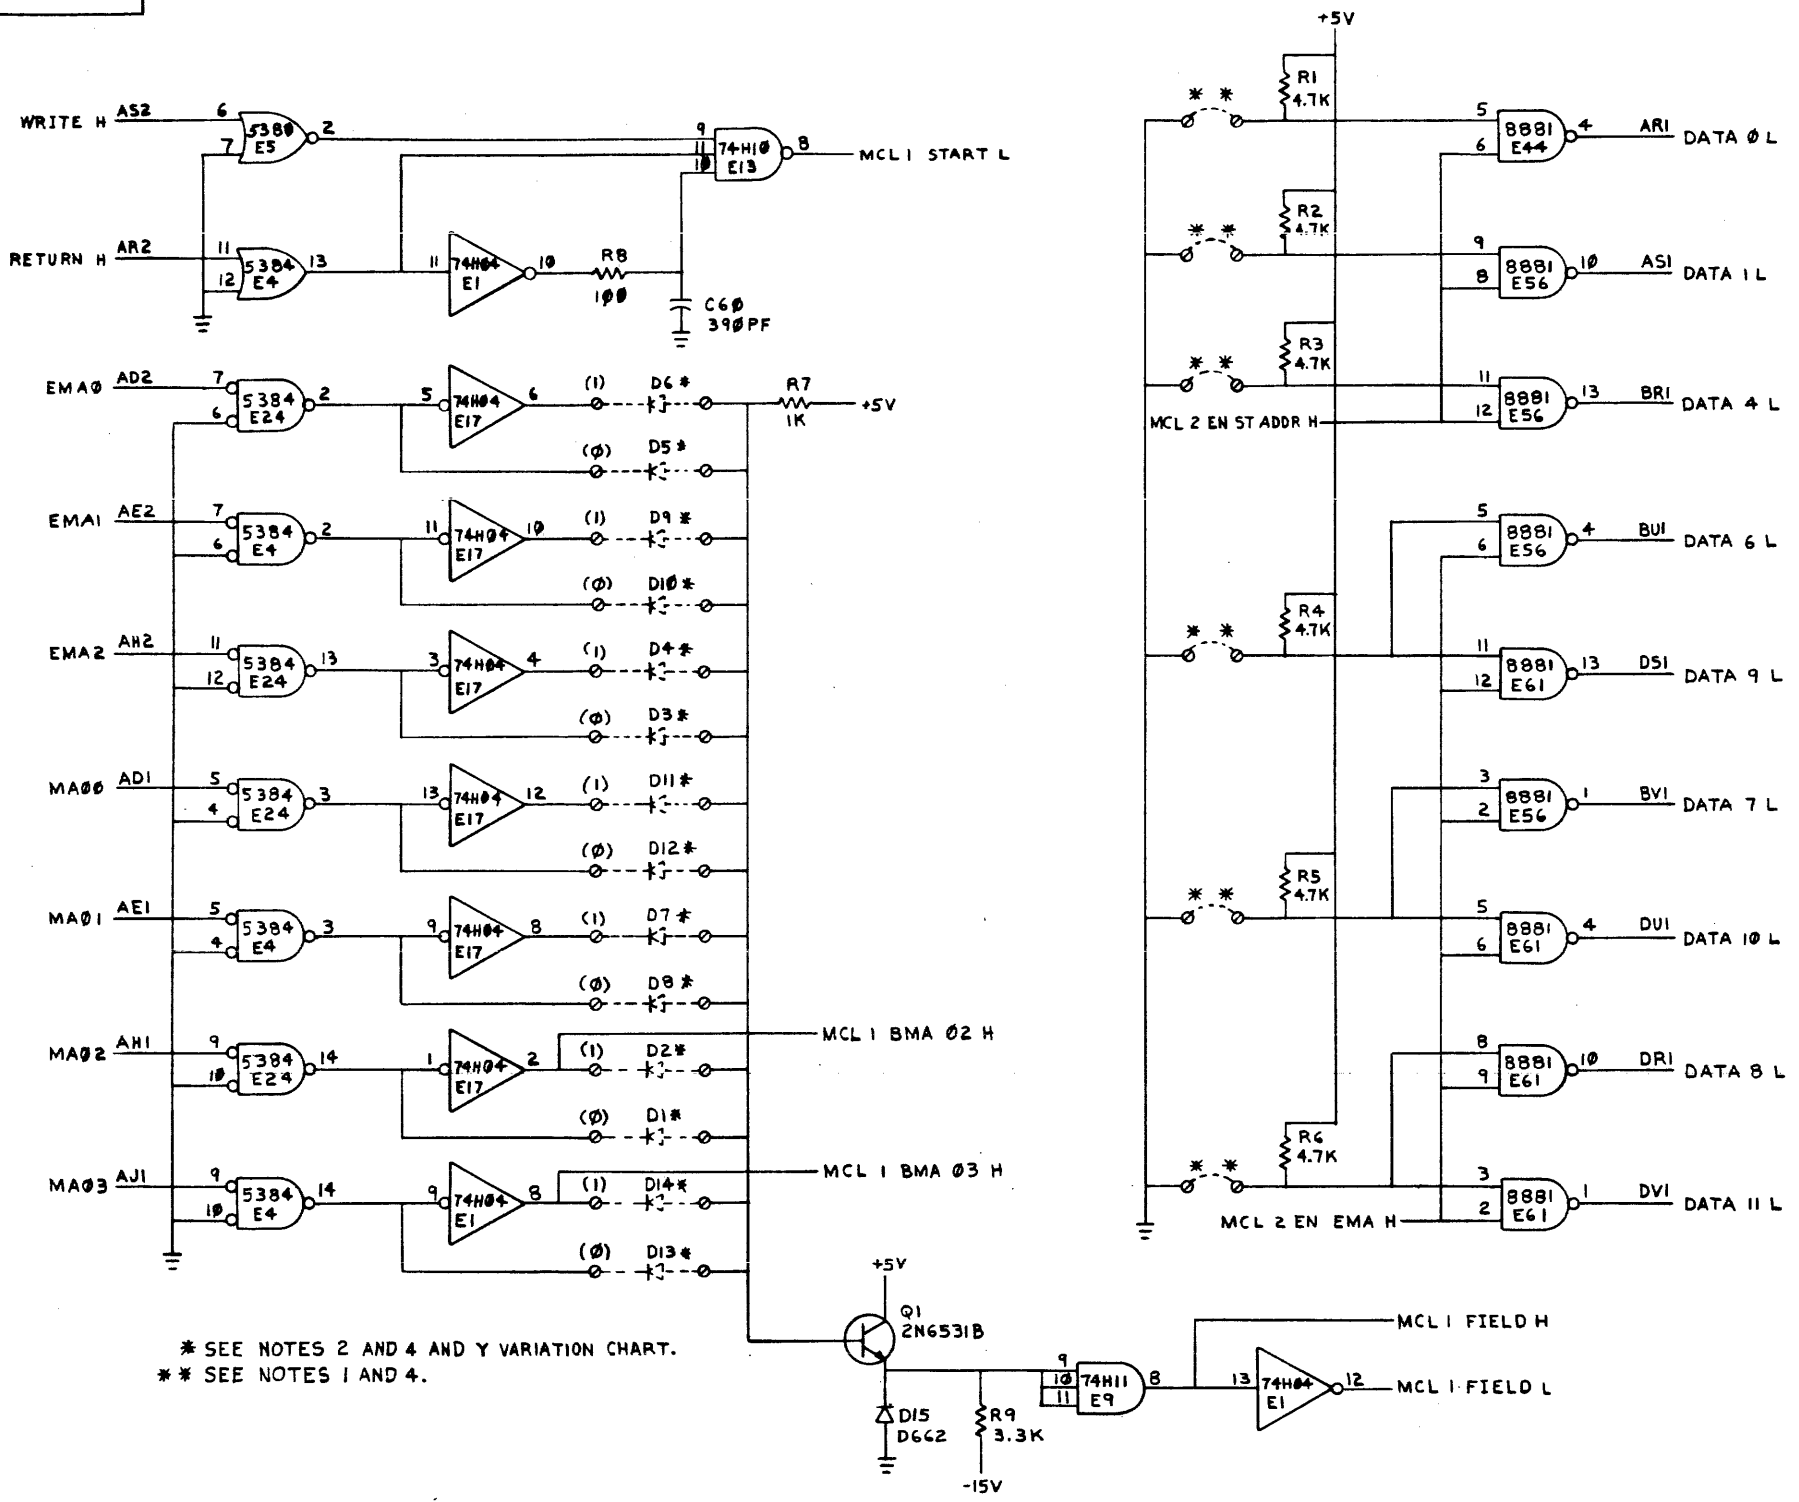 WRITE H AS2 6 7 5380 E5 2
9 11 10 74H10 E13 8 MCL 1 START L
RETURN H AR2 11 12 5384 E4 13
11 74H04 E1 10 R8 100
C60 390PF
EMA0 AD2 7 6 5384 E24 2 5 74H04 E17 6 (1) D6* R7 1K +5V
(0) D5*
EMA1 AE2 7 6 5384 E4 2 11 74H04 E17 10 (1) D9*
(0) D10*
EMA2 AH2 11 12 5384 E24 13 3 74H04 E17 4 (1) D4*
(0) D3*
MA00 AD1 5 4 5384 E24 3 13 74H04 E17 12 (1) D11*
(0) D12*
MA01 AE1 5 4 5384 E4 3 9 74H04 E17 8 (1) D7*
(0) D8*
MCL 1 BMA 02 H
MA02 AH1 9 10 5384 E24 14 1 74H04 E17 2 (1) D2*
(0) D1*
MCL 1 BMA 03 H
MA03 AJ1 9 10 5384 E4 14 9 74H04 E1 8 (1) D14*
(0) D13*
* SEE NOTES 2 AND 4 AND Y VARIATION CHART.
** SEE NOTES 1 AND 4.
+5V
Q1
2N6531B
D15
D662
R9
3.3K
-15V
9 10 11 74H11 E9 8
MCL 1 FIELD H
13 74H04 E1 12 MCL 1 FIELD L
+5V
* * R1 4.7K 5 6 8881 E44 4 AR1 DATA 0 L
* * R2 4.7K 9 8 8881 E56 10 AS1 DATA 1 L
* * R3 4.7K 11 12 8881 E56 13 BR1 DATA 4 L
MCL 2 EN ST ADDR H
5 6 8881 E56 4 BU1 DATA 6 L
* * R4 4.7K 11 12 8881 E61 13 DS1 DATA 9 L
3 2 8881 E56 1 BV1 DATA 7 L
* * R5 4.7K 5 6 8881 E61 4 DU1 DATA 10 L
8 9 8881 E61 10 DR1 DATA 8 L
* * R6 4.7K 3 2 8881 E61 1 DV1 DATA 11 L
MCL 2 EN EMA H